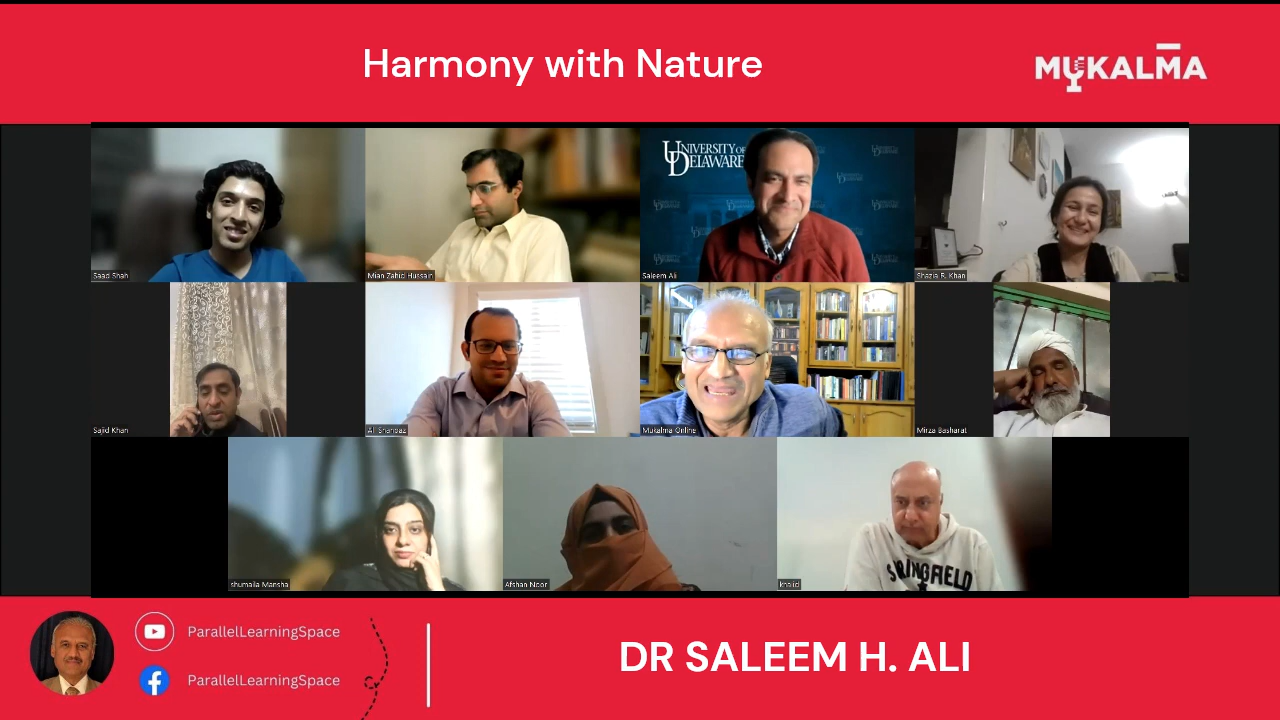 Harmony with Nature
MUKALMA
UNIVERSITY OF
DELAWARE
Saad Shah
Mian Zahid Hussain
Saleem Ali
Shazia R. Khan
Sajid Khan
Ali Shahbaz
Mukalma Online
Mirza Basharat
SPRINGFIELD
shumaila Mansha
Afshan Noor
khalid
ParallelLearningSpace
ParallelLearningSpace
DR SALEEM H. ALI